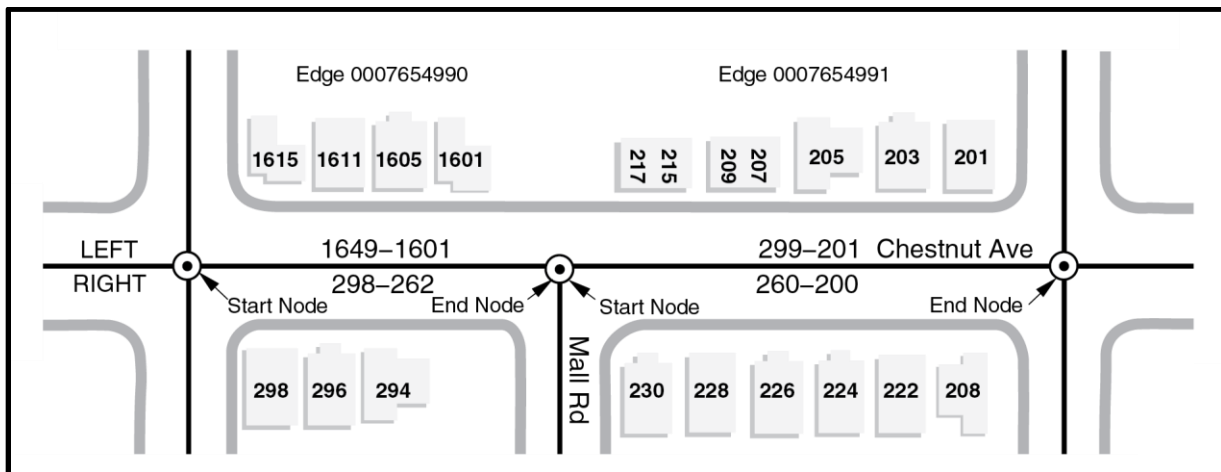 Edge 0007654990 Edge 0007654991
1615 1611 1605 1601 217 215 209 207 205 203 201
LEFT 1649–1601 299–201 Chestnut Ave
RIGHT 298–262 260–200
Start Node End Node Start Node End Node
Mall Rd
298 296 294 230 228 226 224 222 208